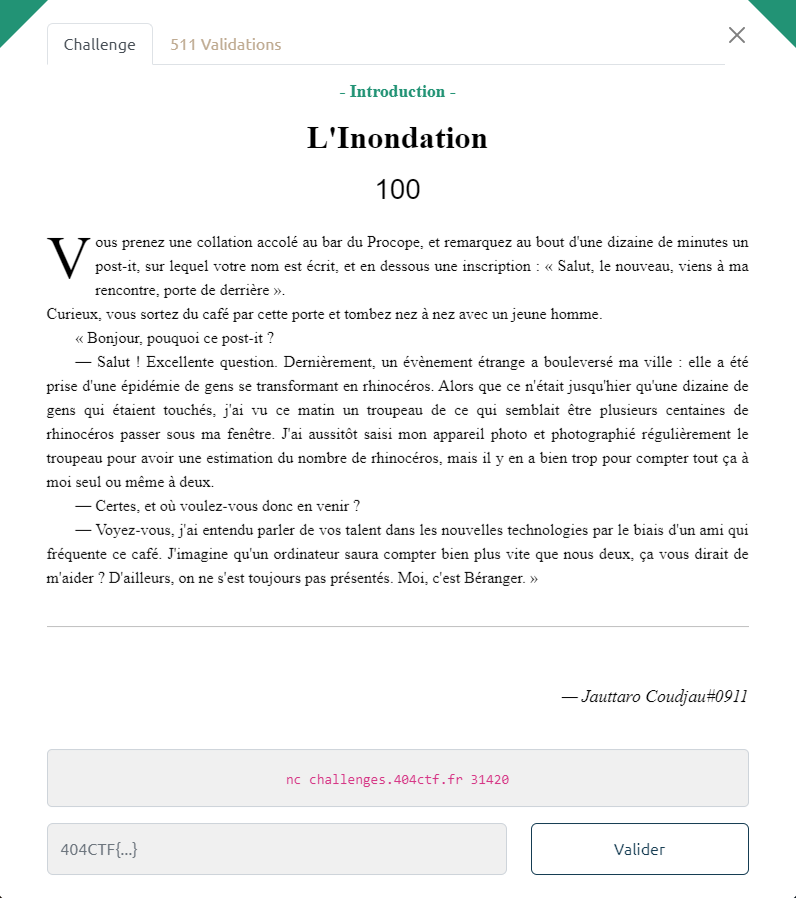 Challenge
511 Validations
- Introduction -
L'Inondation
100
Vous prenez une collation accolé au bar du Procope, et remarquez au bout d'une dizaine de minutes un
post-it, sur lequel votre nom est écrit, et en dessous une inscription : « Salut, le nouveau, viens à ma
rencontre, porte de derrière ».
Curieux, vous sortez du café par cette porte et tombez nez à nez avec un jeune homme.
« Bonjour, pouquoi ce post-it ?
— Salut ! Excellente question. Dernièrement, un évènement étrange a bouleversé ma ville : elle a été
prise d'une épidémie de gens se transformant en rhinocéros. Alors que ce n'était jusqu'hier qu'une dizaine de
gens qui étaient touchés, j'ai vu ce matin un troupeau de ce qui semblait être plusieurs centaines de
rhinocéros passer sous ma fenêtre. J'ai aussitôt saisi mon appareil photo et photographié régulièrement le
troupeau pour avoir une estimation du nombre de rhinocéros, mais il y en a bien trop pour compter tout ça à
moi seul ou même à deux.
— Certes, et où voulez-vous donc en venir ?
— Voyez-vous, j'ai entendu parler de vos talent dans les nouvelles technologies par le biais d'un ami qui
fréquente ce café. J'imagine qu'un ordinateur saura compter bien plus vite que nous deux, ça vous dirait de
m'aider ? D'ailleurs, on ne s'est toujours pas présentés. Moi, c'est Béranger. »
— Jauttaro Coudjau#0911
nc challenges.404ctf.fr 31420
404CTF{...}
Valider